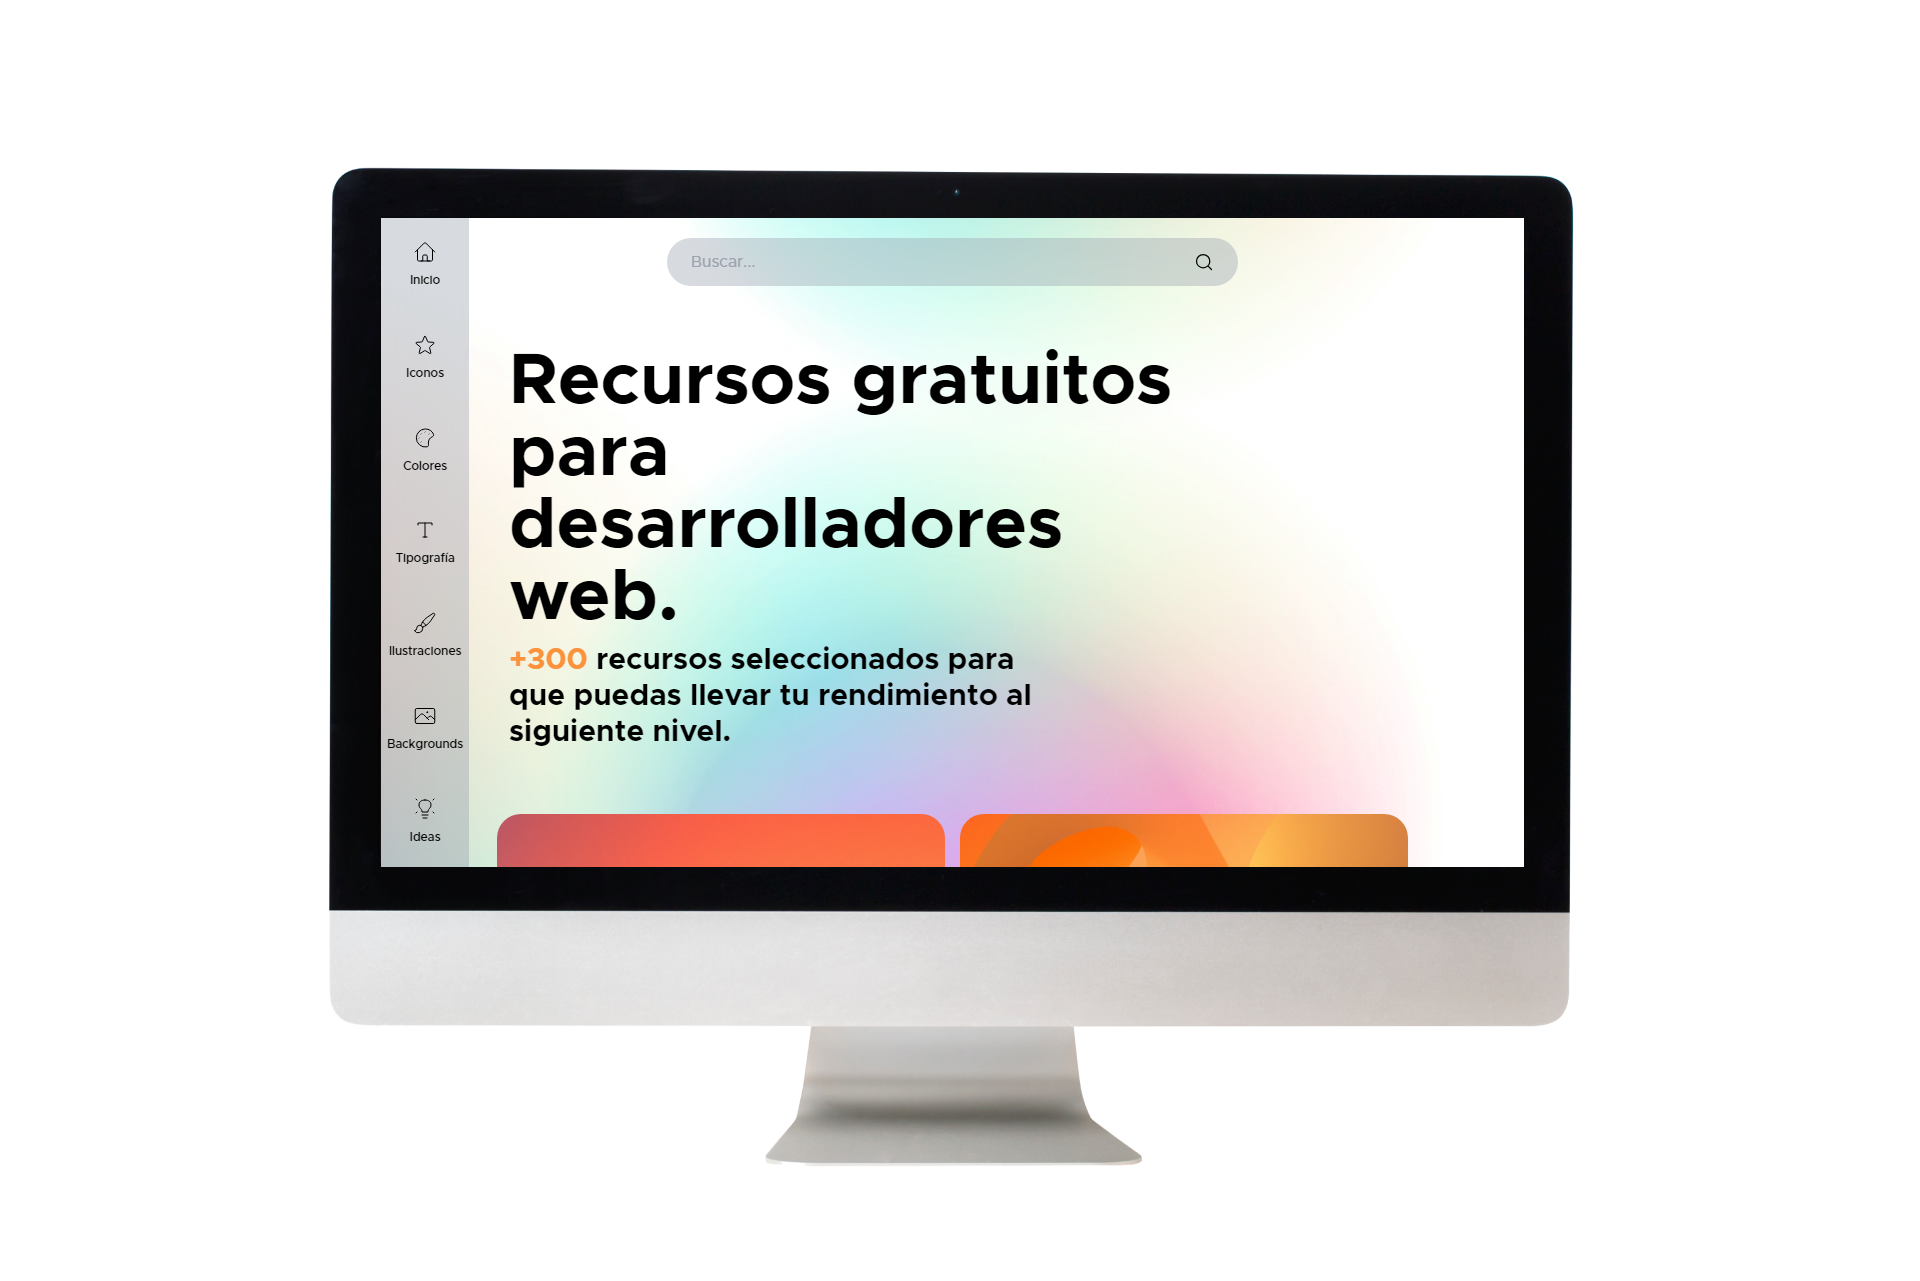 Buscar...
Inicio
Iconos
Colores
Tipografía
Ilustraciones
Backgrounds
Ideas
Recursos gratuitos
para
desarrolladores
web.
+300 recursos seleccionados para
que puedas llevar tu rendimiento al
siguiente nivel.